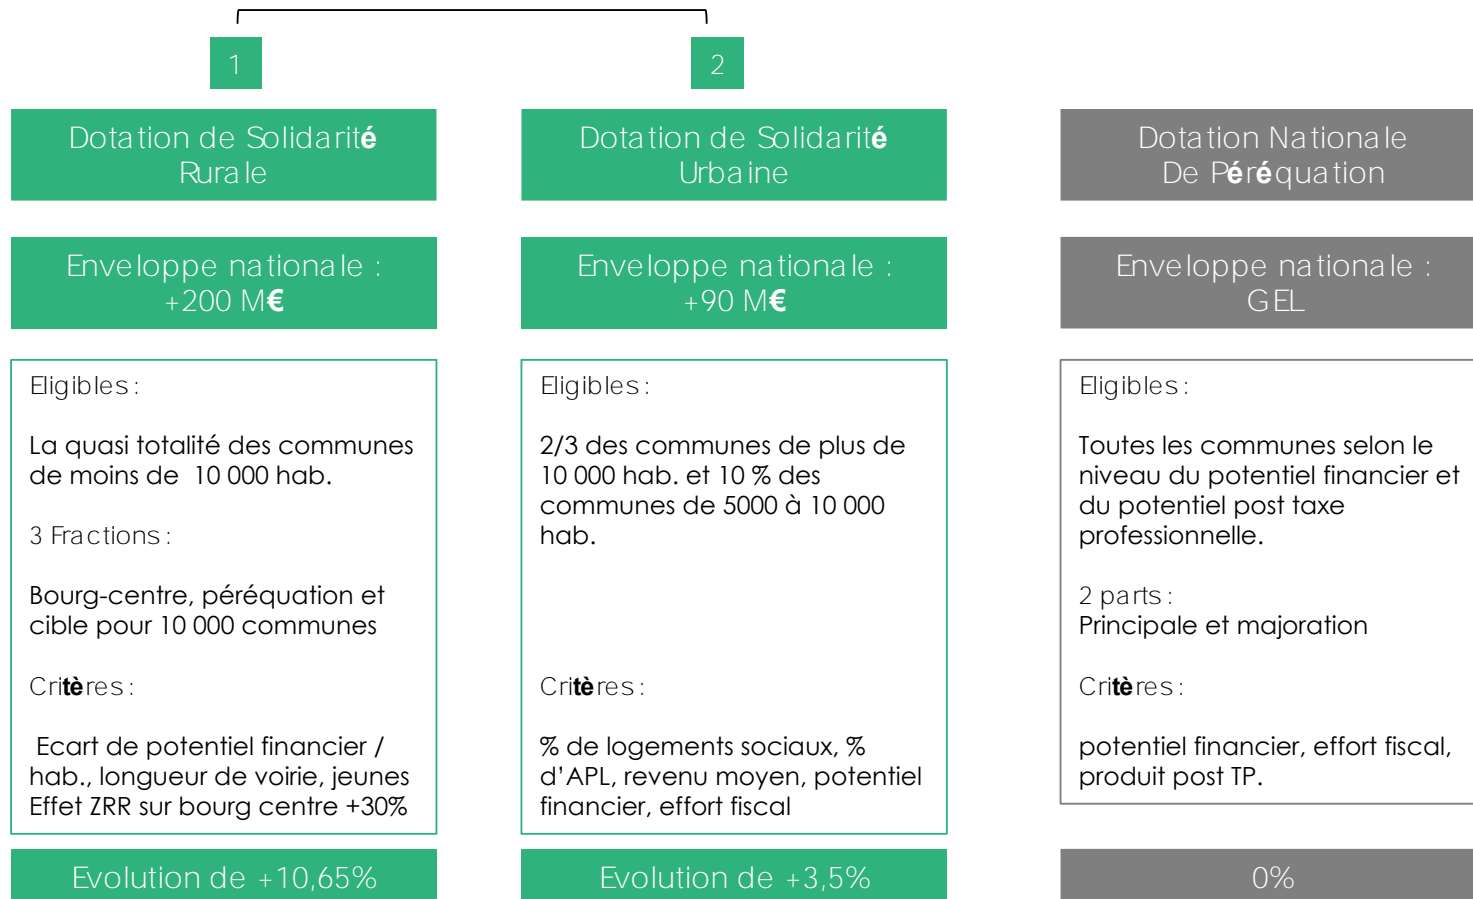 1
Dotation de Solidarité
Rurale
Enveloppe nationale :
+200 M€
Eligibles :
La quasi totalité des communes
de moins de 10 000 hab.
3 Fractions :
Bourg-centre, péréquation et
cible pour 10 000 communes
Critères :
Ecart de potentiel financier /
hab., longueur de voirie, jeunes
Effet ZRR sur bourg centre +30%
Evolution de +10,65%
2
Dotation de Solidarité
Urbaine
Enveloppe nationale :
+90 M€
Eligibles :
2/3 des communes de plus de
10 000 hab. et 10 % des
communes de 5000 à 10 000
hab.
Critères :
% de logements sociaux, %
d’APL, revenu moyen, potentiel
financier, effort fiscal
Evolution de +3,5%
Dotation Nationale
De Péréquation
Enveloppe nationale :
GEL
Eligibles :
Toutes les communes selon le
niveau du potentiel financier et
du potentiel post taxe
professionnelle.
2 parts :
Principale et majoration
Critères :
potentiel financier, effort fiscal,
produit post TP.
0%